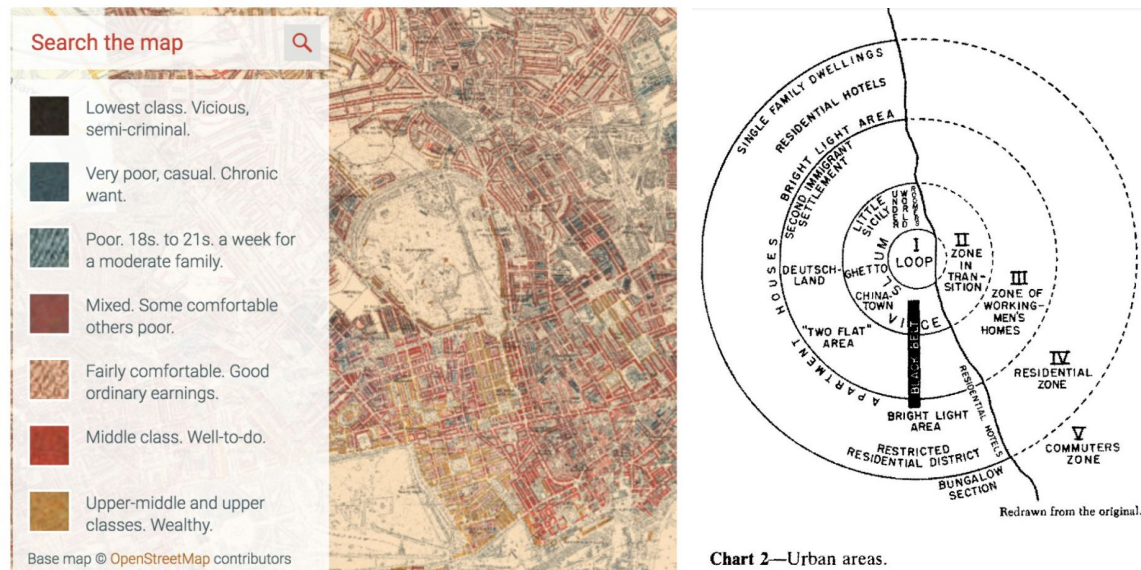 Search the map
Lowest class. Vicious,
semi-criminal.
Very poor, casual. Chronic
want.
Poor. 18s. to 21s. a week for
a moderate family.
Mixed. Some comfortable
others poor.
Fairly comfortable. Good
ordinary earnings.
Middle class. Well-to-do.
Upper-middle and upper
classes. Wealthy.
Base map © OpenStreetMap contributors
SINGLE FAMILY DWELLINGS
RESIDENTIAL HOTELS
BRIGHT LIGHT AREA
SECOND IMMIGRANT
SETTLEMENT
LITTLE
SICILY
UNDER
WORLD
ROOMERS
I
LOOP
II
ZONE
IN
TRAN-
SITION
SLUM
GHETTO
DEUTSCH-
LAND
CHINA-
TOWN
VICE
III
ZONE OF
WORKING-
MEN'S
HOMES
"TWO FLAT"
AREA
BLACK BELT
APARTMENT HOUSES
IV
RESIDENTIAL
ZONE
RESIDENTIAL HOTELS
BRIGHT LIGHT
AREA
V
COMMUTERS
ZONE
RESTRICTED
RESIDENTIAL DISTRICT
BUNGALOW
SECTION
Redrawn from the original.
Chart 2—Urban areas.